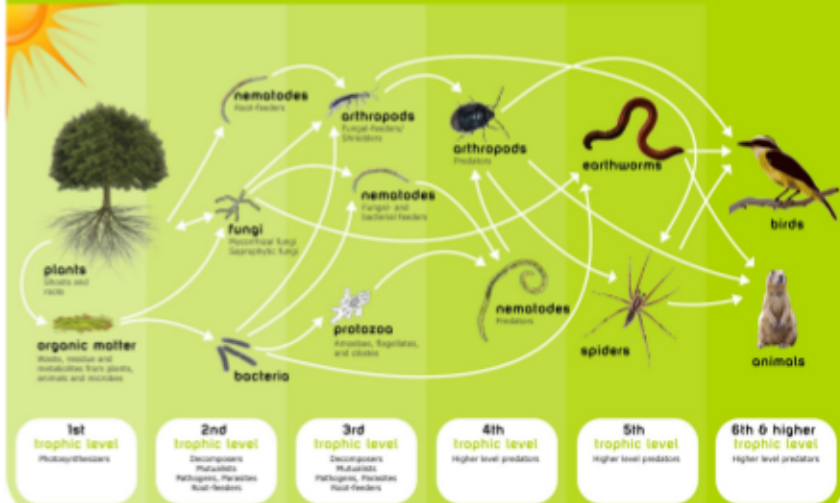 nematodes
Root-feeders
arthropods
Fungal-feeders/
Shredders
arthropods
Predators
earthworms
nematodes
Fungal- and
bacterial feeders
birds
fungi
Mycorrhizal fungi
Saprophytic fungi
plants
Shoots and
roots
nematodes
Predators
protozoa
Amoebae, flagellates,
and ciliates
spiders
animals
organic matter
Waste, residue and
metabolites from plants,
animals and microbes
bacteria
1st
trophic level
Photosynthesizers
2nd
trophic level
Decomposers
Mutualists
Pathogens, Parasites
Root-feeders
3rd
trophic level
Decomposers
Mutualists
Pathogens, Parasites
Root-feeders
4th
trophic level
Higher level predators
5th
trophic level
Higher level predators
6th & higher
trophic level
Higher level predators